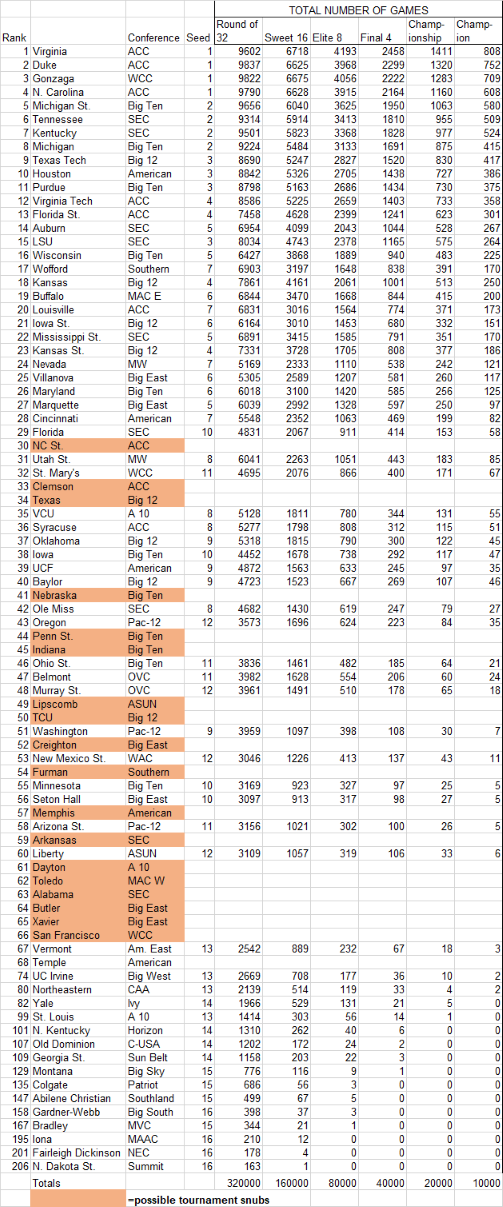 TOTAL NUMBER OF GAMES
Round of Champ- Champ-
Rank Conference Seed 32 Sweet 16 Elite 8 Final 4 ionship ion
1 Virginia ACC 1 9602 6718 4193 2458 1411 808
2 Duke ACC 1 9837 6625 3968 2299 1320 752
3 Gonzaga WCC 1 9822 6675 4056 2222 1283 709
4 N. Carolina ACC 1 9790 6628 3915 2164 1160 608
5 Michigan St. Big Ten 2 9656 6040 3625 1950 1063 580
6 Tennessee SEC 2 9314 5914 3413 1810 955 509
7 Kentucky SEC 2 9501 5823 3368 1828 977 524
8 Michigan Big Ten 2 9224 5484 3133 1691 875 415
9 Texas Tech Big 12 3 8690 5247 2827 1520 830 417
10 Houston American 3 8842 5326 2705 1438 727 386
11 Purdue Big Ten 3 8798 5163 2686 1434 730 375
12 Virginia Tech ACC 4 8586 5225 2659 1403 733 358
13 Florida St. ACC 4 7458 4628 2399 1241 623 301
14 Auburn SEC 5 6954 4099 2043 1044 528 267
15 LSU SEC 3 8034 4743 2378 1165 575 264
16 Wisconsin Big Ten 5 6427 3868 1889 940 483 225
17 Wofford Southern 7 6903 3197 1648 838 391 170
18 Kansas Big 12 4 7861 4161 2061 1001 513 250
19 Buffalo MAC E 6 6844 3470 1668 844 415 200
20 Louisville ACC 7 6831 3016 1564 774 371 173
21 Iowa St. Big 12 6 6164 3010 1453 680 332 151
22 Mississippi St. SEC 5 6891 3415 1585 791 351 170
23 Kansas St. Big 12 4 7331 3728 1705 808 377 186
24 Nevada MW 7 5169 2333 1110 538 242 121
25 Villanova Big East 6 5305 2589 1207 581 260 117
26 Maryland Big Ten 6 6018 3100 1420 585 256 125
27 Marquette Big East 5 6039 2992 1328 597 250 97
28 Cincinnati American 7 5548 2352 1063 469 199 82
29 Florida SEC 10 4831 2067 911 414 153 58
30 NC St. ACC
31 Utah St. MW 8 6041 2263 1051 443 183 85
32 St. Mary's WCC 11 4695 2076 866 400 171 67
33 Clemson ACC
34 Texas Big 12
35 VCU A 10 8 5128 1811 780 344 131 55
36 Syracuse ACC 8 5277 1798 808 312 115 51
37 Oklahoma Big 12 9 5318 1815 790 300 122 45
38 Iowa Big Ten 10 4452 1678 738 292 117 47
39 UCF American 9 4872 1563 633 245 97 35
40 Baylor Big 12 9 4723 1523 667 269 107 46
41 Nebraska Big Ten
42 Ole Miss SEC 8 4682 1430 619 247 79 27
43 Oregon Pac-12 12 3573 1696 624 223 84 35
44 Penn St. Big Ten
45 Indiana Big Ten
46 Ohio St. Big Ten 11 3836 1461 482 185 64 21
47 Belmont OVC 11 3982 1628 554 206 60 24
48 Murray St. OVC 12 3961 1491 510 178 65 18
49 Lipscomb ASUN
50 TCU Big 12
51 Washington Pac-12 9 3959 1097 398 108 30 7
52 Creighton Big East
53 New Mexico St. WAC 12 3046 1226 413 137 43 11
54 Furman Southern
55 Minnesota Big Ten 10 3169 923 327 97 25 5
56 Seton Hall Big East 10 3097 913 317 98 27 5
57 Memphis American
58 Arizona St. Pac-12 11 3156 1021 302 100 26 5
59 Arkansas SEC
60 Liberty ASUN 12 3109 1057 319 106 33 6
61 Dayton A 10
62 Toledo MAC W
63 Alabama SEC
64 Butler Big East
65 Xavier Big East
66 San Francisco WCC
67 Vermont Am. East 13 2542 889 232 67 18 3
68 Temple American
74 UC Irvine Big West 13 2669 708 177 36 10 2
80 Northeastern CAA 13 2139 514 119 33 4 2
82 Yale Ivy 14 1966 529 131 21 5 0
99 St. Louis A 10 13 1414 303 56 14 1 0
101 N. Kentucky Horizon 14 1310 262 40 6 0 0
107 Old Dominion C-USA 14 1202 172 24 2 0 0
109 Georgia St. Sun Belt 14 1158 203 22 3 0 0
129 Montana Big Sky 15 776 116 9 1 0 0
135 Colgate Patriot 15 686 56 3 0 0 0
147 Abilene Christian Southland 15 499 67 5 0 0 0
158 Gardner-Webb Big South 16 398 37 3 0 0 0
167 Bradley MVC 15 344 21 1 0 0 0
195 Iona MAAC 16 210 12 0 0 0 0
201 Fairleigh Dickinson NEC 16 178 4 0 0 0 0
206 N. Dakota St. Summit 16 163 1 0 0 0 0
Totals 320000 160000 80000 40000 20000 10000
=possible tournament snubs